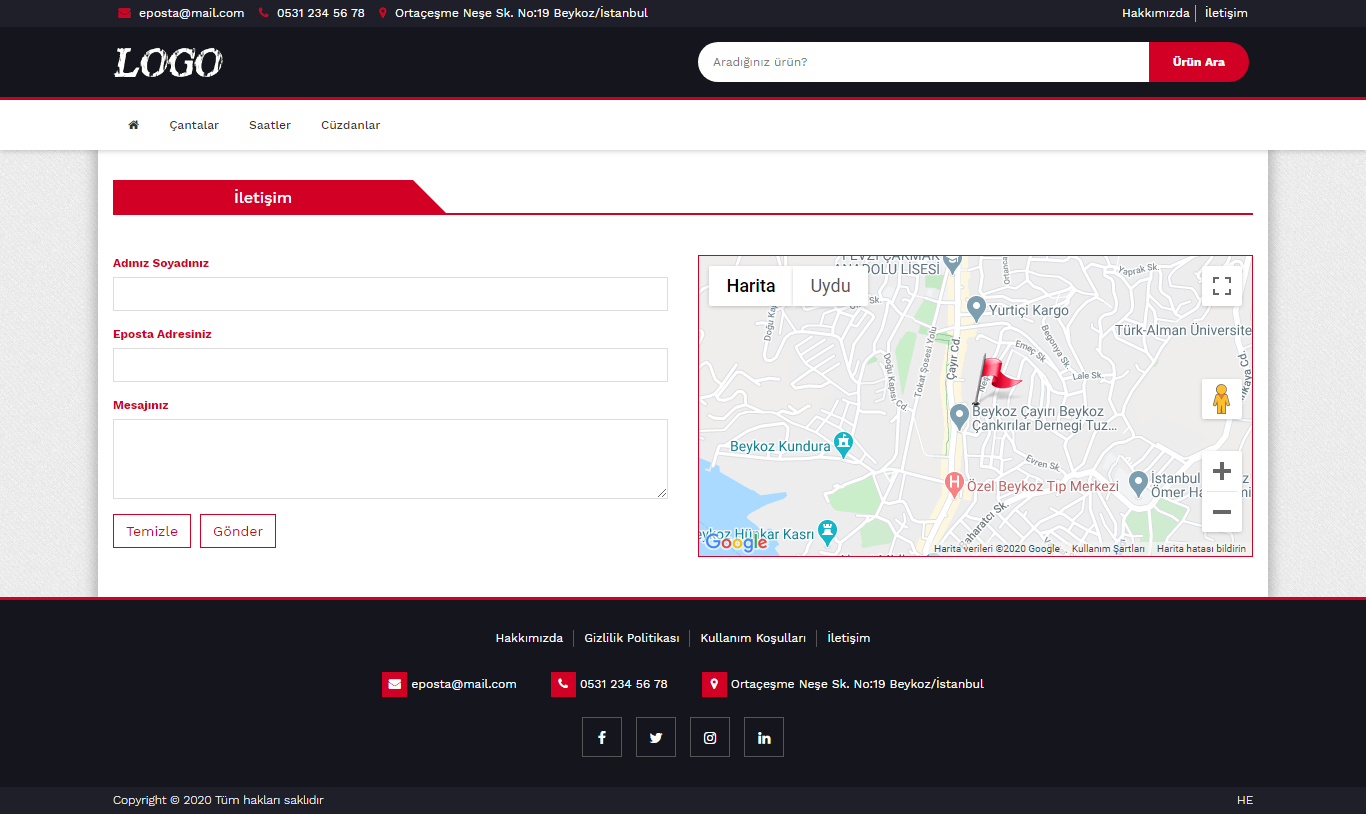 eposta@mail.com 0531 234 56 78 Ortaçeşme Neşe Sk. No:19 Beykoz/İstanbul Hakkımızda İletişim
LOGO Aradığınız ürün? Ürün Ara
Çantalar Saatler Cüzdanlar
İletişim
Adınız Soyadınız
Eposta Adresiniz
Mesajınız
Temizle Gönder
ANADOLU LİSESİ
Harita Uydu
Yaprak Sk.
Yurtiçi Kargo
Türk-Alman Üniversite
Doğu Kapısı Cd.
Tokat Şosesi Yolu
Çayır Cd.
Begonya Sk.
Emeç Sk.
Lale Sk.
Beykoz Çayırı Beykoz
Çankırılar Dernegi Tuz...
Beykoz Kundura
Evren Sk.
Özel Beykoz Tıp Merkezi
İstanbul
Ömer
Hünkar Kasrı
Google
Harita verileri ©2020 Google Kullanım Şartları Harita hatası bildirin
Hakkımızda Gizlilik Politikası Kullanım Koşulları İletişim
eposta@mail.com 0531 234 56 78 Ortaçeşme Neşe Sk. No:19 Beykoz/İstanbul
Copyright © 2020 Tüm hakları saklıdır HE